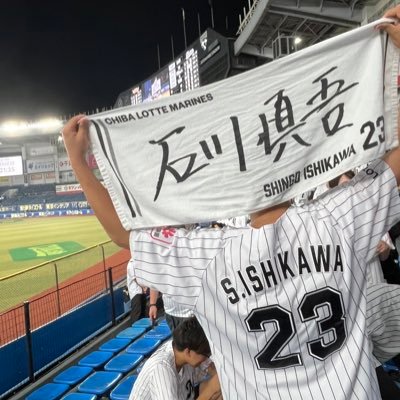 CHIBA LOTTE MARINES
石川慎吾
23
SHINGO ISHIKAWA
S.ISHIKAWA
23